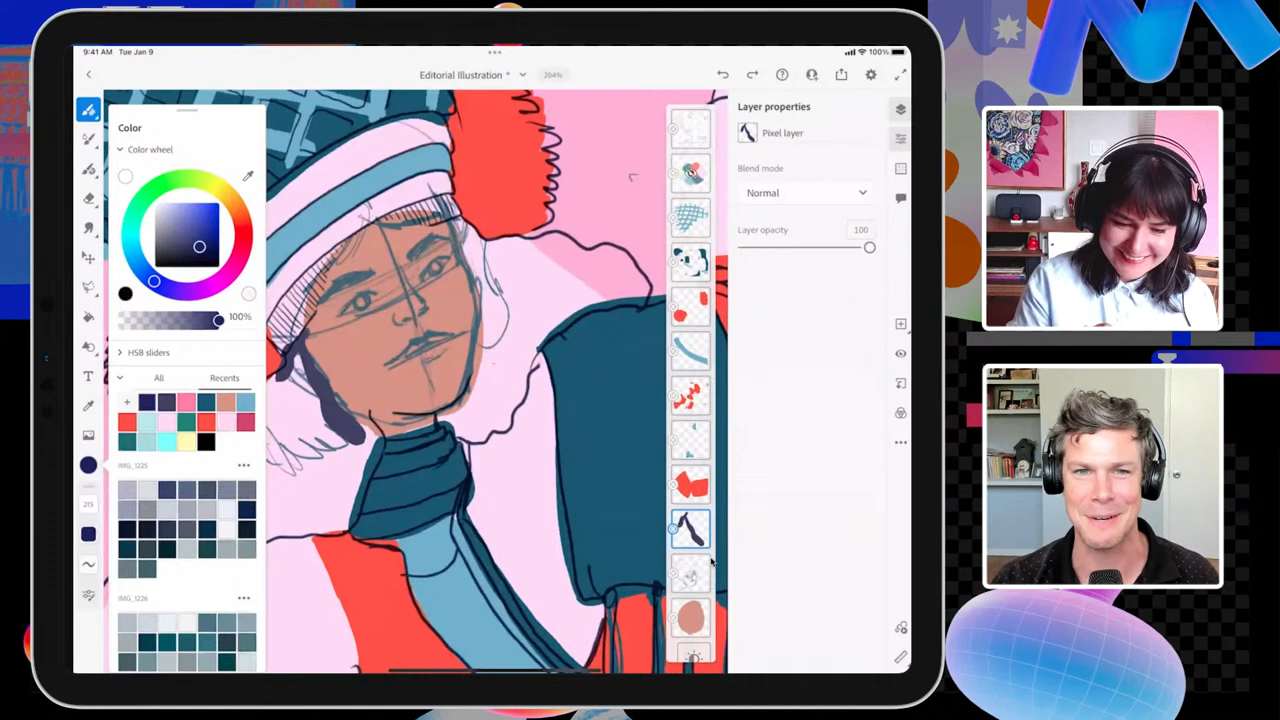 9:41 AM Tue Jan 9
100%
Editorial Illustration *
204%
Color
Color wheel
100%
HSB sliders
All
Recents
IMG_1225
215
IMG_1226
Layer properties
Pixel layer
Blend mode
Normal
Layer opacity
100
T